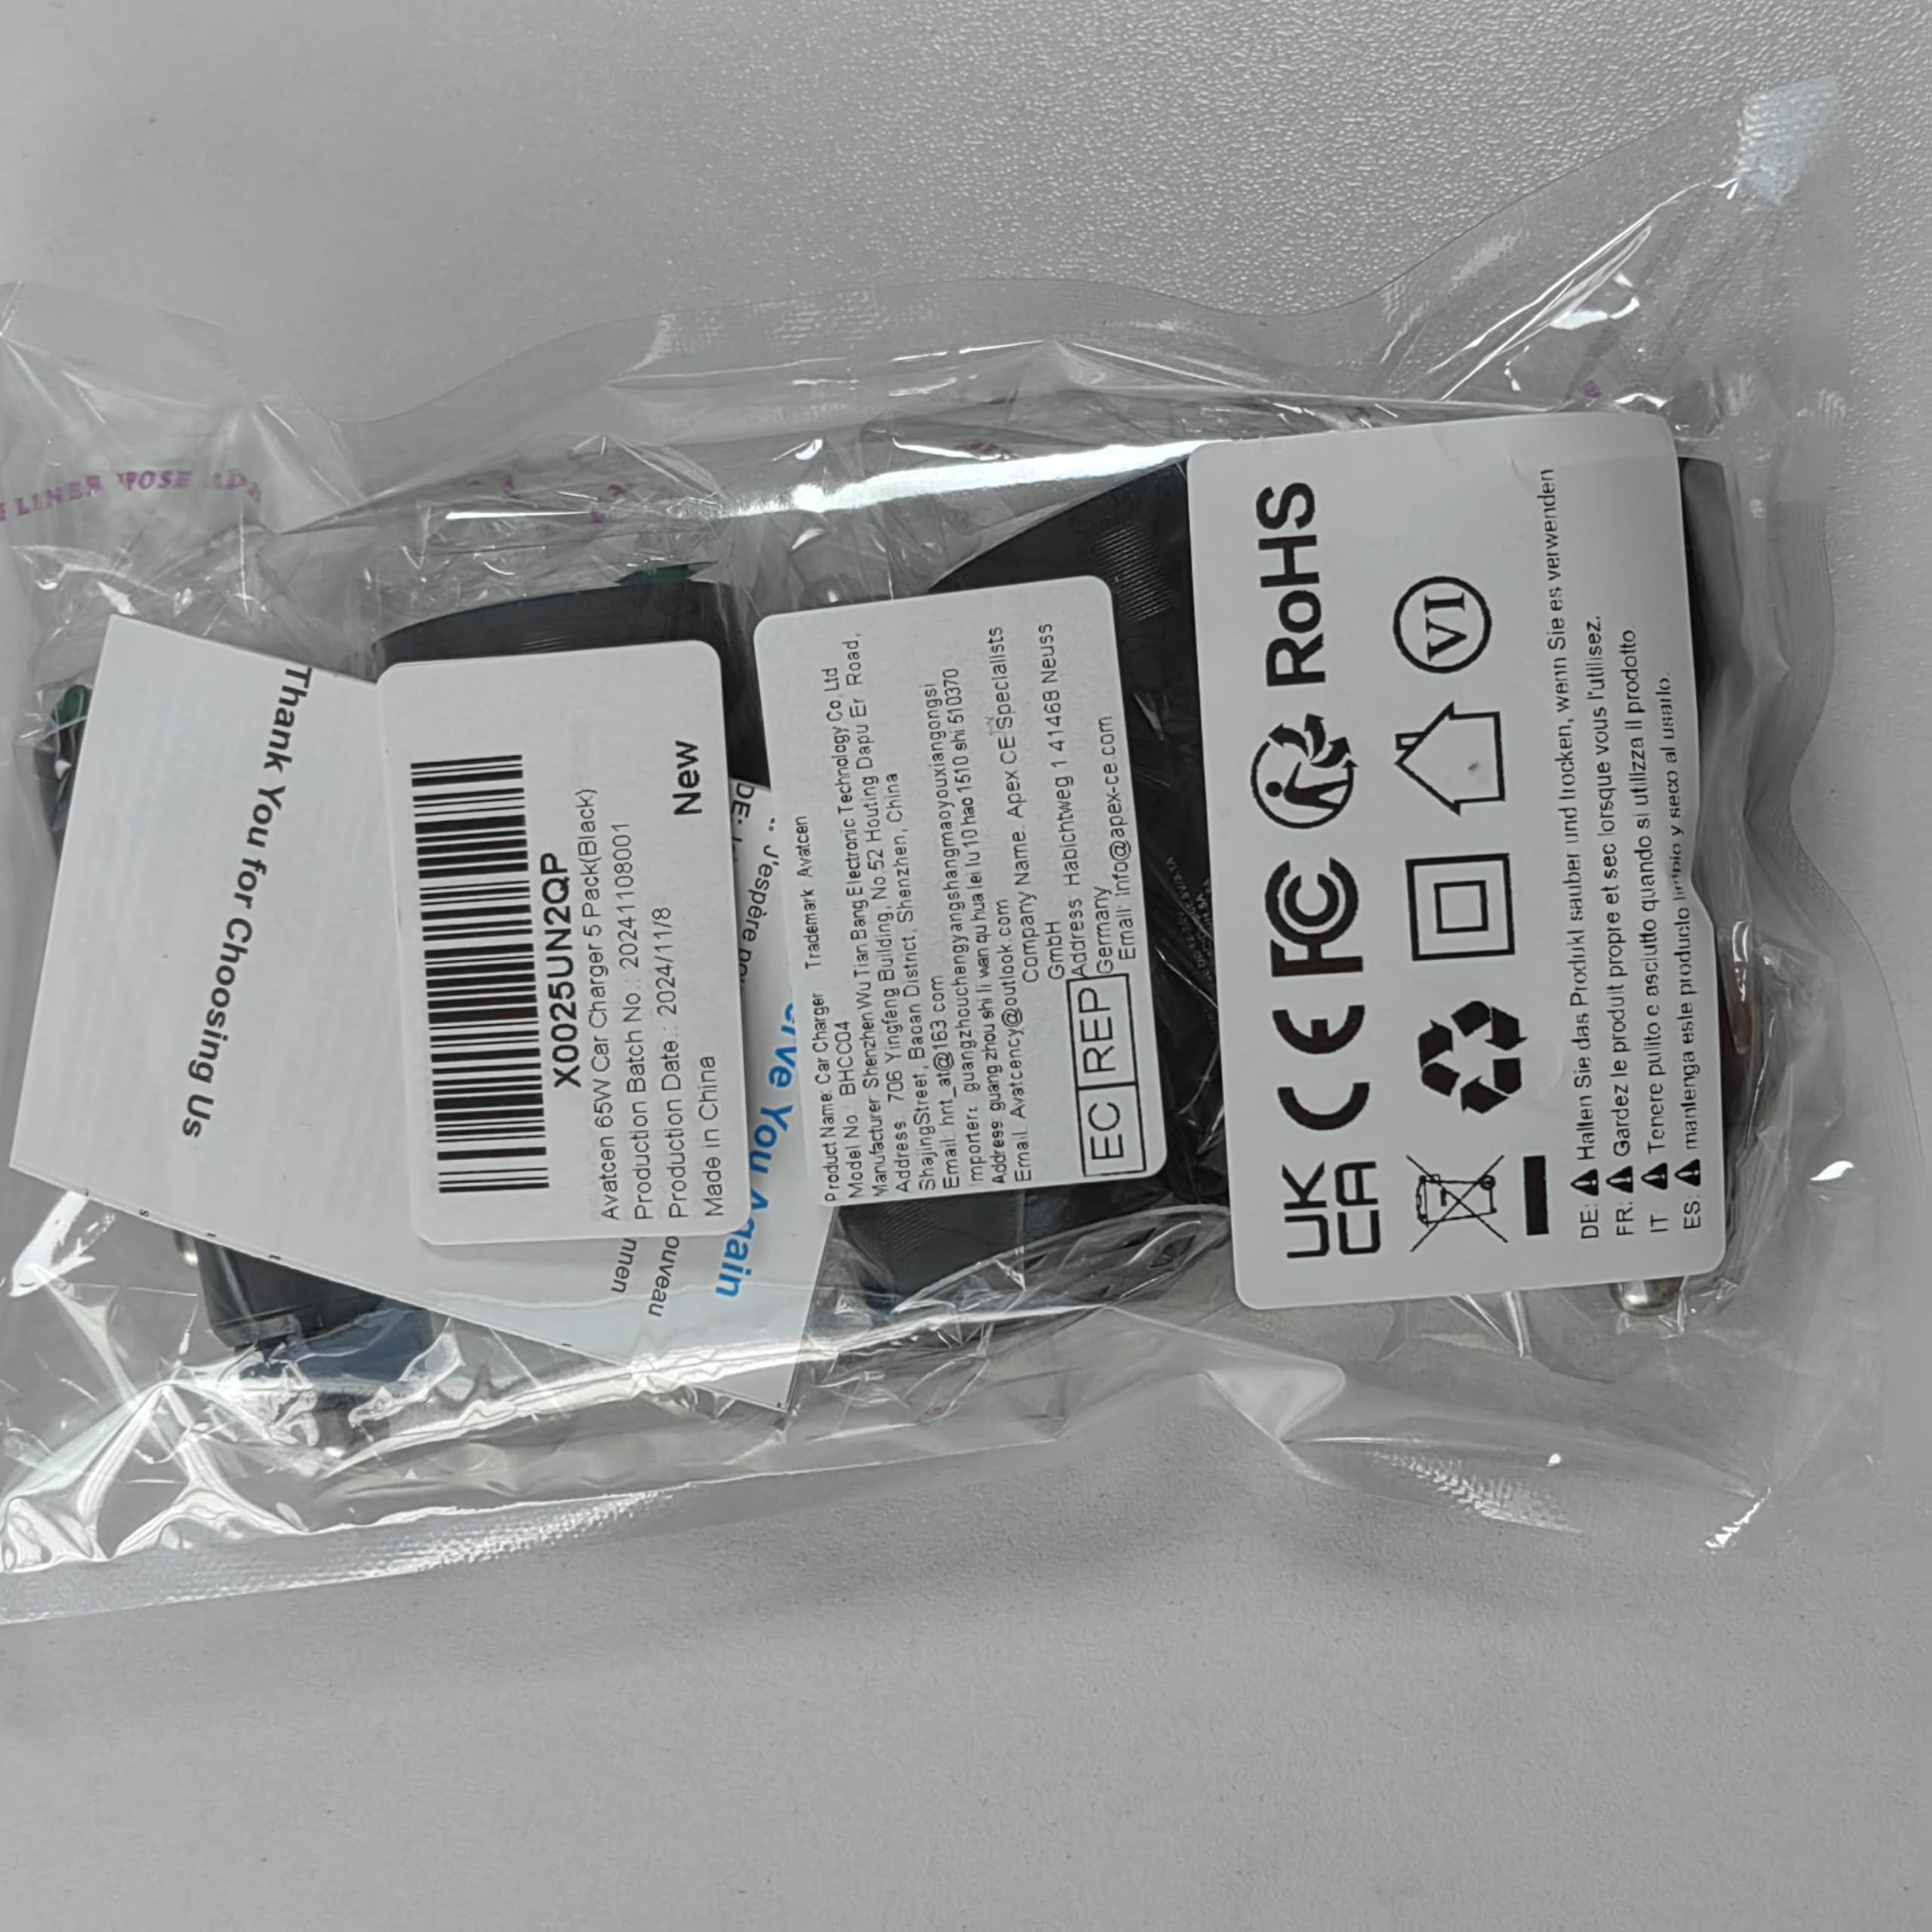 Thank You for Choosing Us
X0025UN2QP
Avatcen 65W Car Charger 5 Pack(Black)
Production Batch No.: 20241108001
Production Date: 2024/11/8
Made in China
New
J'espère
erve You Again
Product Name: Car Charger Trademark Avatcen
Model No: BHCC04
Manufacturer: Shenzhen Wu Tian Bang Electronic Technology Co. Ltd
Address: 706 Yingfeng Building, No.52 Houting Dapu Er Road,
ShajingStreet, Baoan District, Shenzhen, China
Email: hnt_at@163.com
Importer: guangzhouchengyangshangmaoyouxiangongsi
Address: guang zhou shi li wan qu hua lei lu 10 hao 1510 shi 510370
Email: Avatcency@outlook.com
EC REP
Company Name: Apex CE Specialists
GmbH
Address Habichtweg 1 41468 Neuss
Germany
Email: Info@apex-ce.com
UK CA CE FC RoHS
VI
DE: Halten Sie das Produkt sauber und trocken, wenn Sie es verwenden
FR: Gardez le produit propre et sec lorsque vous l'utilisez.
IT Tenere pulito e asciutto quando si utilizza il prodotto.
ES: mantenga este producto limpio y seco al usarlo.